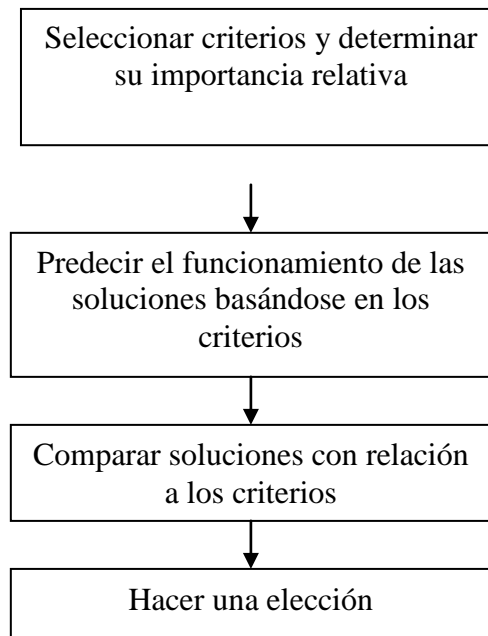 Seleccionar criterios y determinar
su importancia relativa
Predecir el funcionamiento de las
soluciones basándose en los
criterios
Comparar soluciones con relación
a los criterios
Hacer una elección